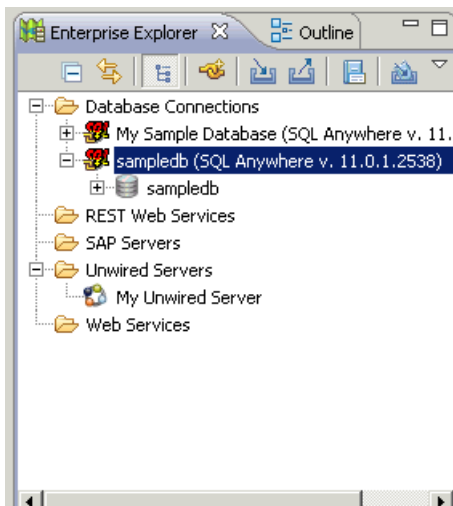 Enterprise Explorer Outline
Database Connections
My Sample Database (SQL Anywhere v. 11.
sampledb (SQL Anywhere v. 11.0.1.2538)
sampledb
REST Web Services
SAP Servers
Unwired Servers
My Unwired Server
Web Services